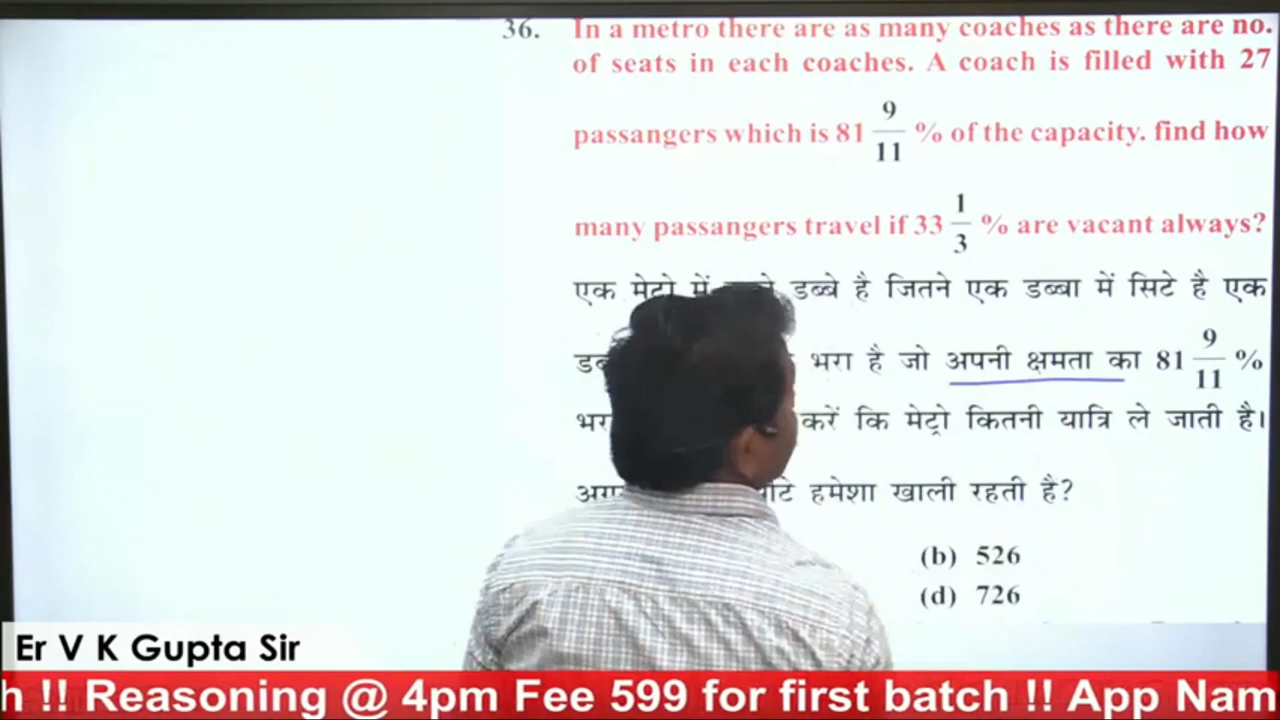 36. In a metro there are as many coaches as there are no.
of seats in each coaches. A coach is filled with 27
passangers which is 81 9/11 % of the capacity. find how
many passangers travel if 33 1/3 % are vacant always?
एक मेट्रो में डब्बे है जितने एक डब्बा में सिटे है एक
भरा है जो अपनी क्षमता का 81 9/11 %
करें कि मेट्रो कितनी यात्रि ले जाती है।
हमेशा खाली रहती है?
(b) 526
(d) 726
Er V K Gupta Sir
h !! Reasoning @ 4pm Fee 599 for first batch !! App Nam